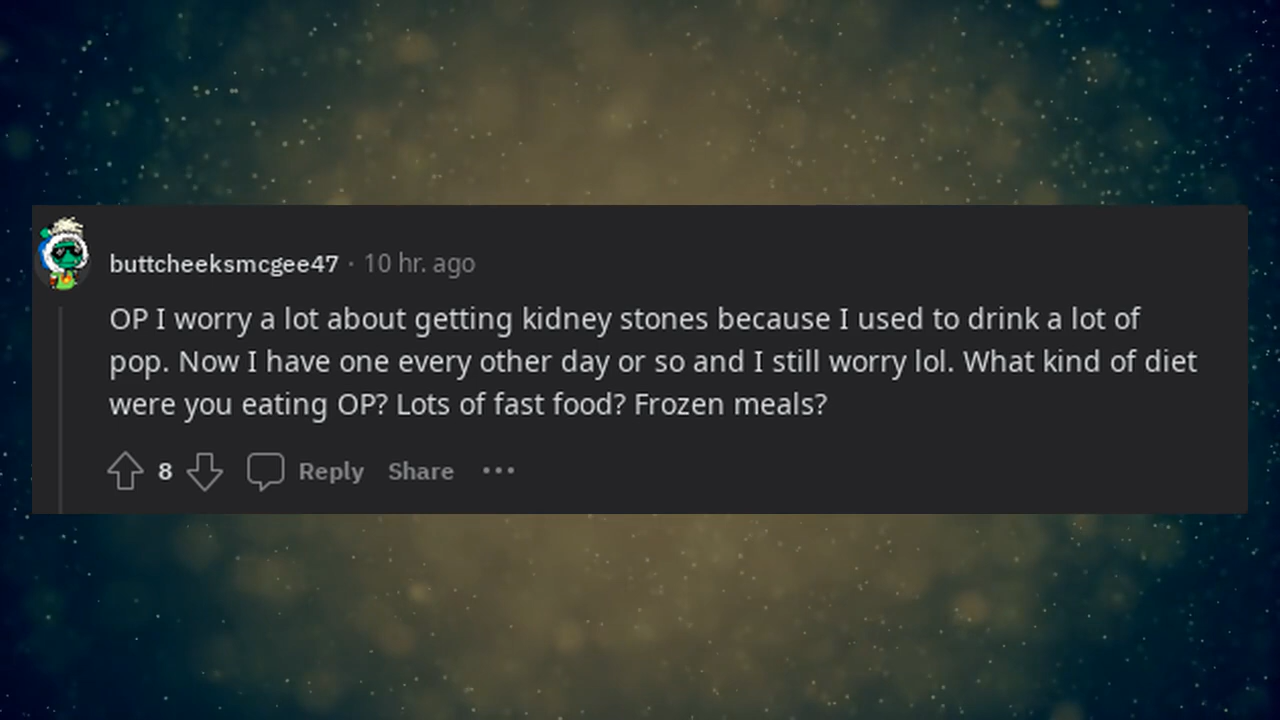 buttcheeksmcgee47 · 10 hr. ago
OP I worry a lot about getting kidney stones because I used to drink a lot of
pop. Now I have one every other day or so and I still worry lol. What kind of diet
were you eating OP? Lots of fast food? Frozen meals?
8 Reply Share ···